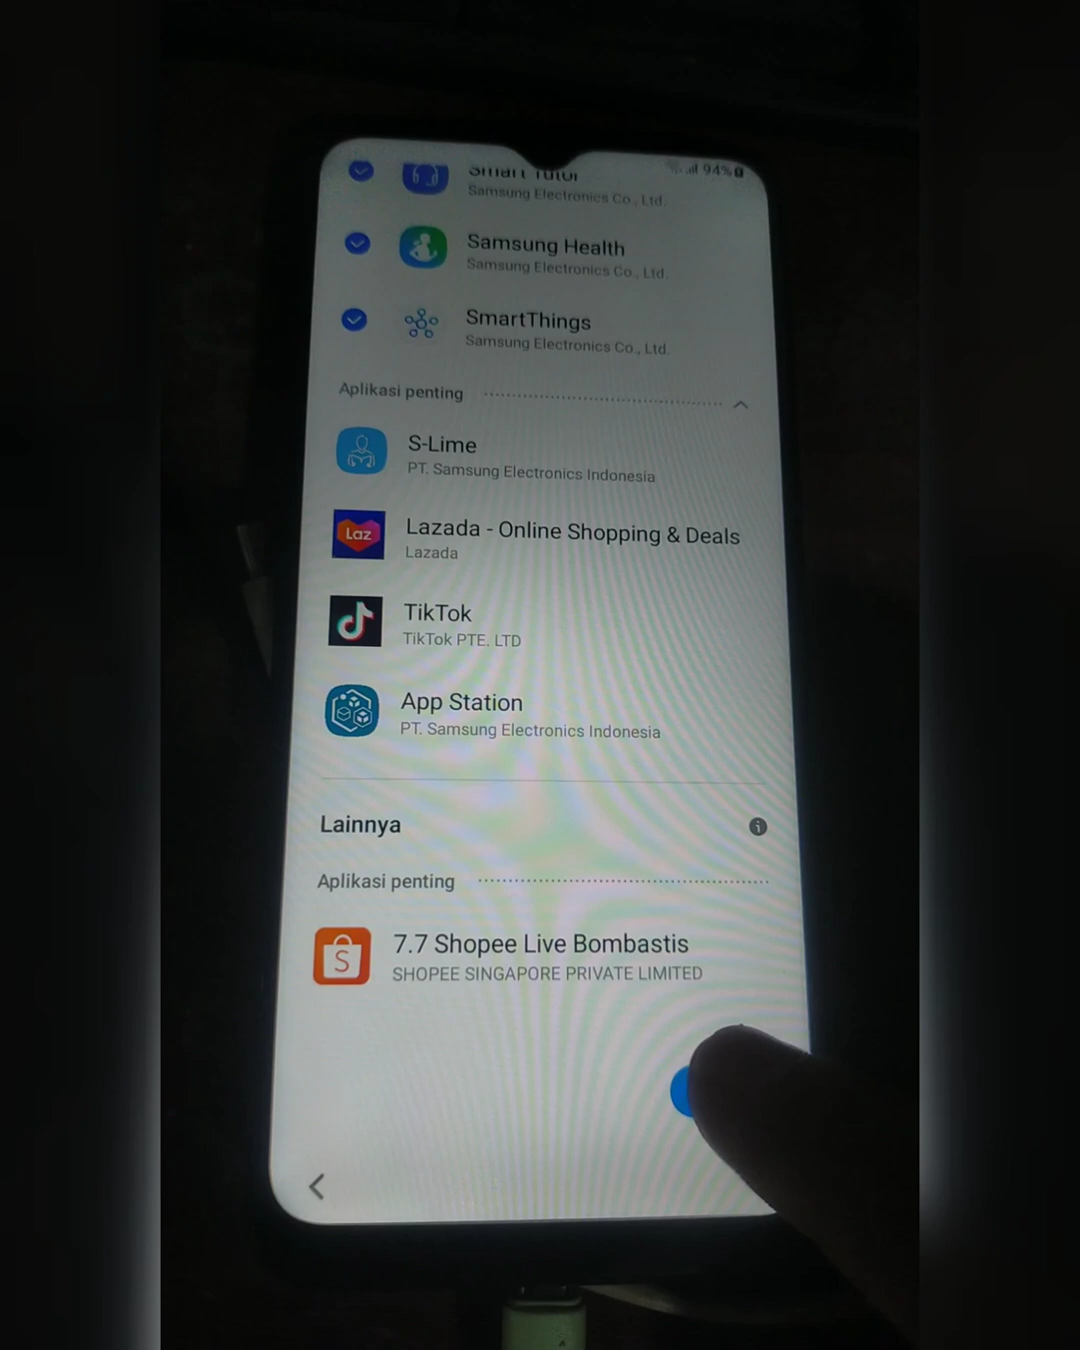 94%
Smart Tutor
Samsung Electronics Co., Ltd.
Samsung Health
Samsung Electronics Co., Ltd.
SmartThings
Samsung Electronics Co., Ltd.
Aplikasi penting
S-Lime
PT. Samsung Electronics Indonesia
Laz
Lazada - Online Shopping & Deals
Lazada
TikTok
TikTok PTE. LTD
App Station
PT. Samsung Electronics Indonesia
Lainnya
Aplikasi penting
S
7.7 Shopee Live Bombastis
SHOPEE SINGAPORE PRIVATE LIMITED